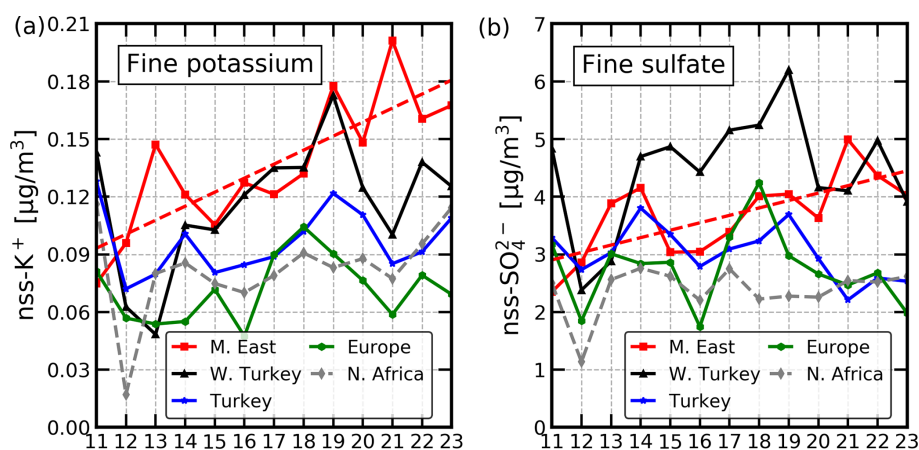 (a)
Fine potassium
nss-K⁺ [μg/m³]
0.21
0.18
0.15
0.12
0.09
0.06
0.03
0.00
M. East
W. Turkey
Turkey
Europe
N. Africa
11 12 13 14 15 16 17 18 19 20 21 22 23
(b)
Fine sulfate
nss-SO₄²⁻ [μg/m³]
7
6
5
4
3
2
1
0
M. East
W. Turkey
Turkey
Europe
N. Africa
11 12 13 14 15 16 17 18 19 20 21 22 23